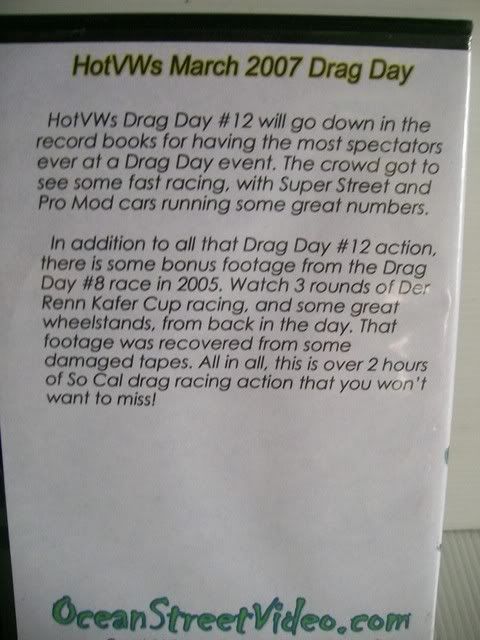 HotVWs March 2007 Drag Day
HotVWs Drag Day #12 will go down in the
record books for having the most spectators
ever at a Drag Day event. The crowd got to
see some fast racing, with Super Street and
Pro Mod cars running some great numbers.
In addition to all that Drag Day #12 action,
there is some bonus footage from the Drag
Day #8 race in 2005. Watch 3 rounds of Der
Renn Kafer Cup racing, and some great
wheelstands, from back in the day. That
footage was recovered from some
damaged tapes. All in all, this is over 2 hours
of So Cal drag racing action that you won't
want to miss!
OceanStreetVideo.com